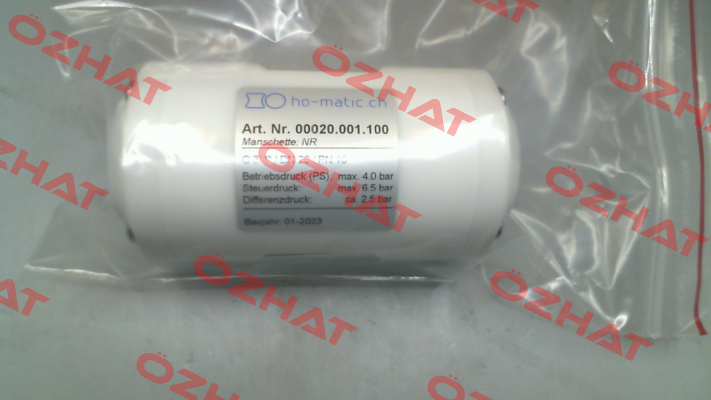 ho-matic.ch
Art. Nr. 00020.001.100
Manschette: NR
Betriebsdruck (PS): max. 4.0 bar
Steuerdruck: max. 6.5 bar
Differenzdruck: ca. 2.5 bar
Baujahr: 01-2023
ÖZHAT
ÖZHAT
ÖZHAT
ÖZHAT
ÖZHAT
ÖZHAT
ÖZHAT
ÖZHAT
ÖZHAT
ÖZHAT
ÖZHAT